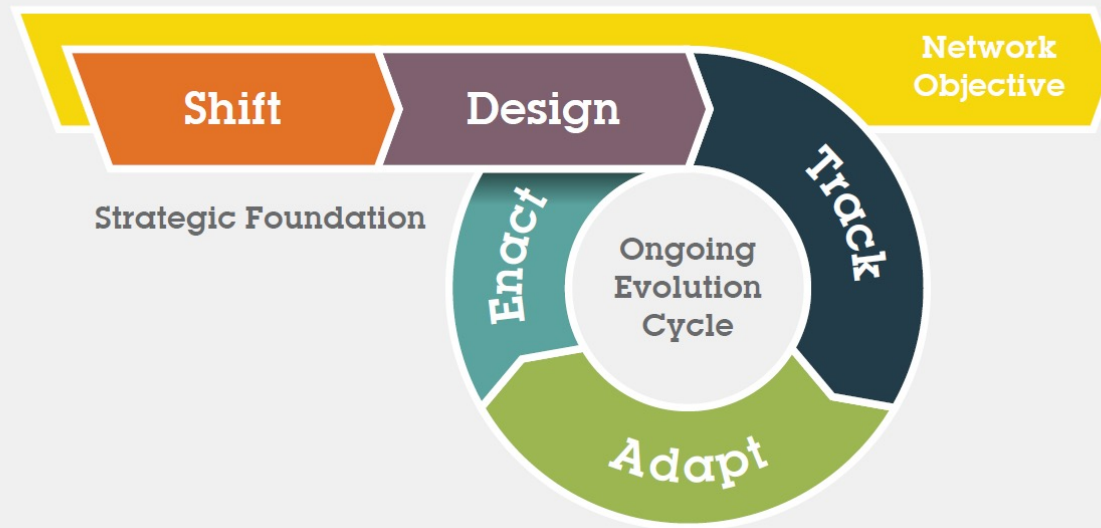 Network
Objective
Shift
Design
Track
Strategic Foundation
Enact
Ongoing
Evolution
Cycle
Adapt